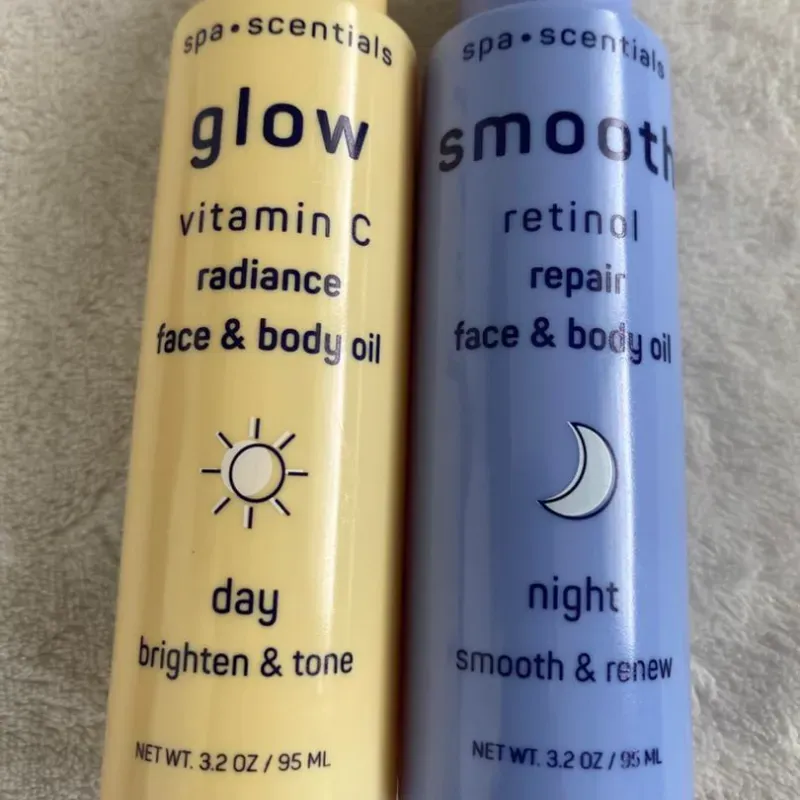 spa•scentials
glow
vitamin C
radiance
face & body oil
day
brighten & tone
NET WT. 3.2 OZ / 95 ML
spa•scentials
smooth
retinol
repair
face & body oil
night
smooth & renew
NET WT. 3.2 OZ / 95 ML